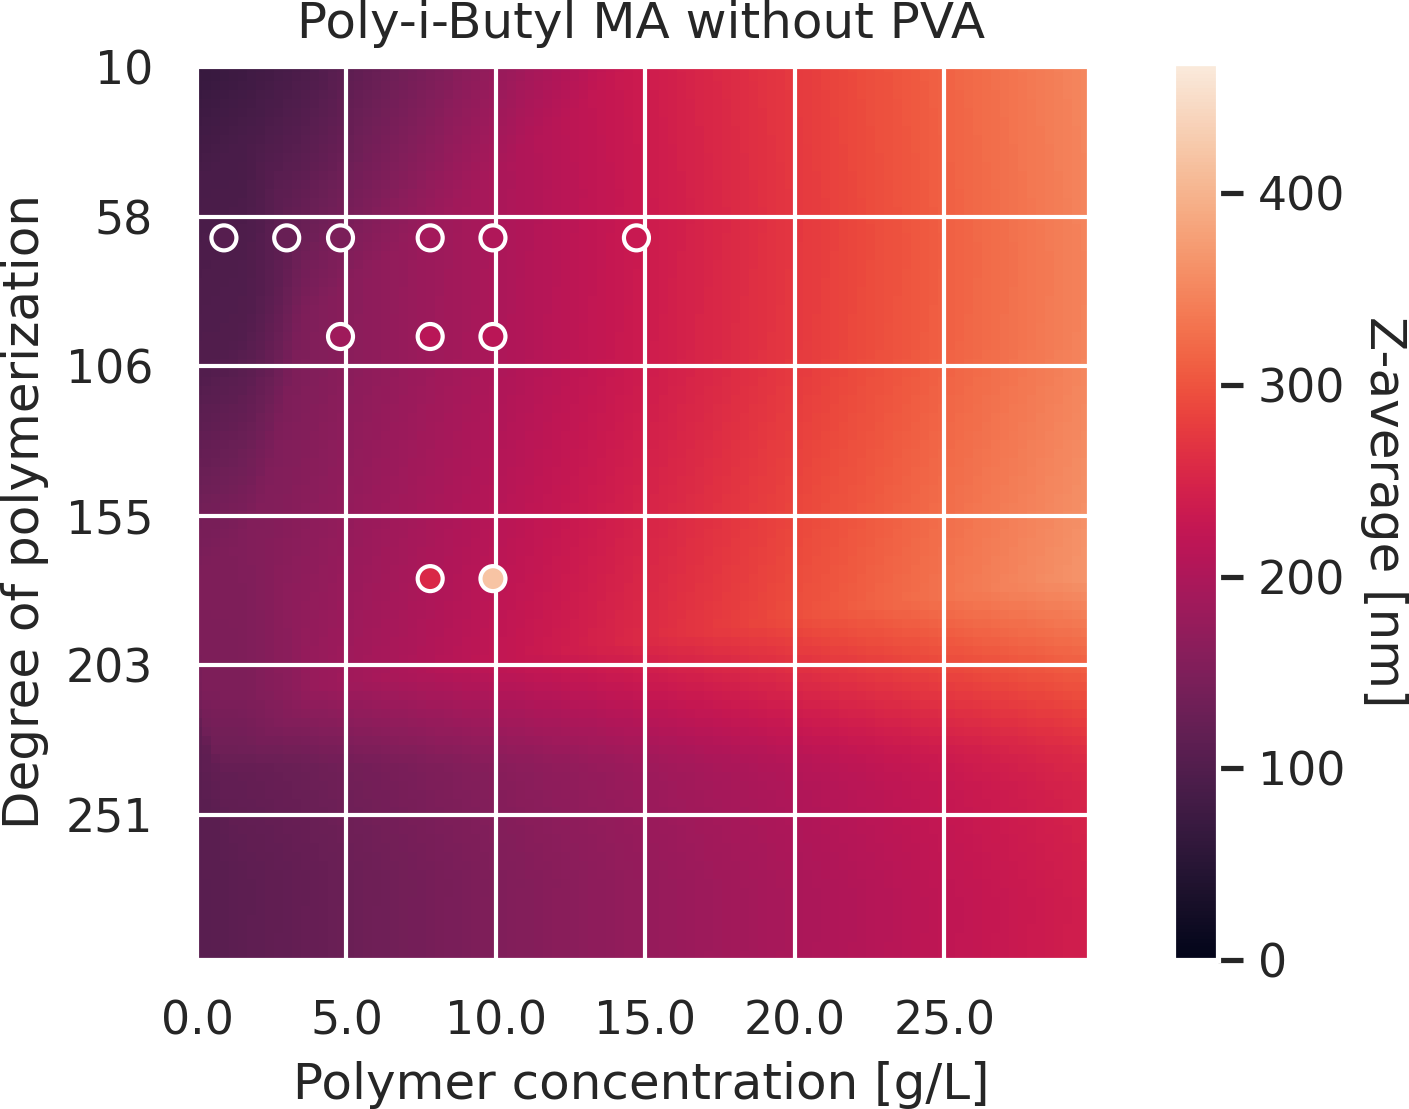 Poly-i-Butyl MA without PVA
10
58
106
155
203
251
Degree of polymerization
0.0 5.0 10.0 15.0 20.0 25.0
Polymer concentration [g/L]
400
300
200
100
0
Z-average [nm]